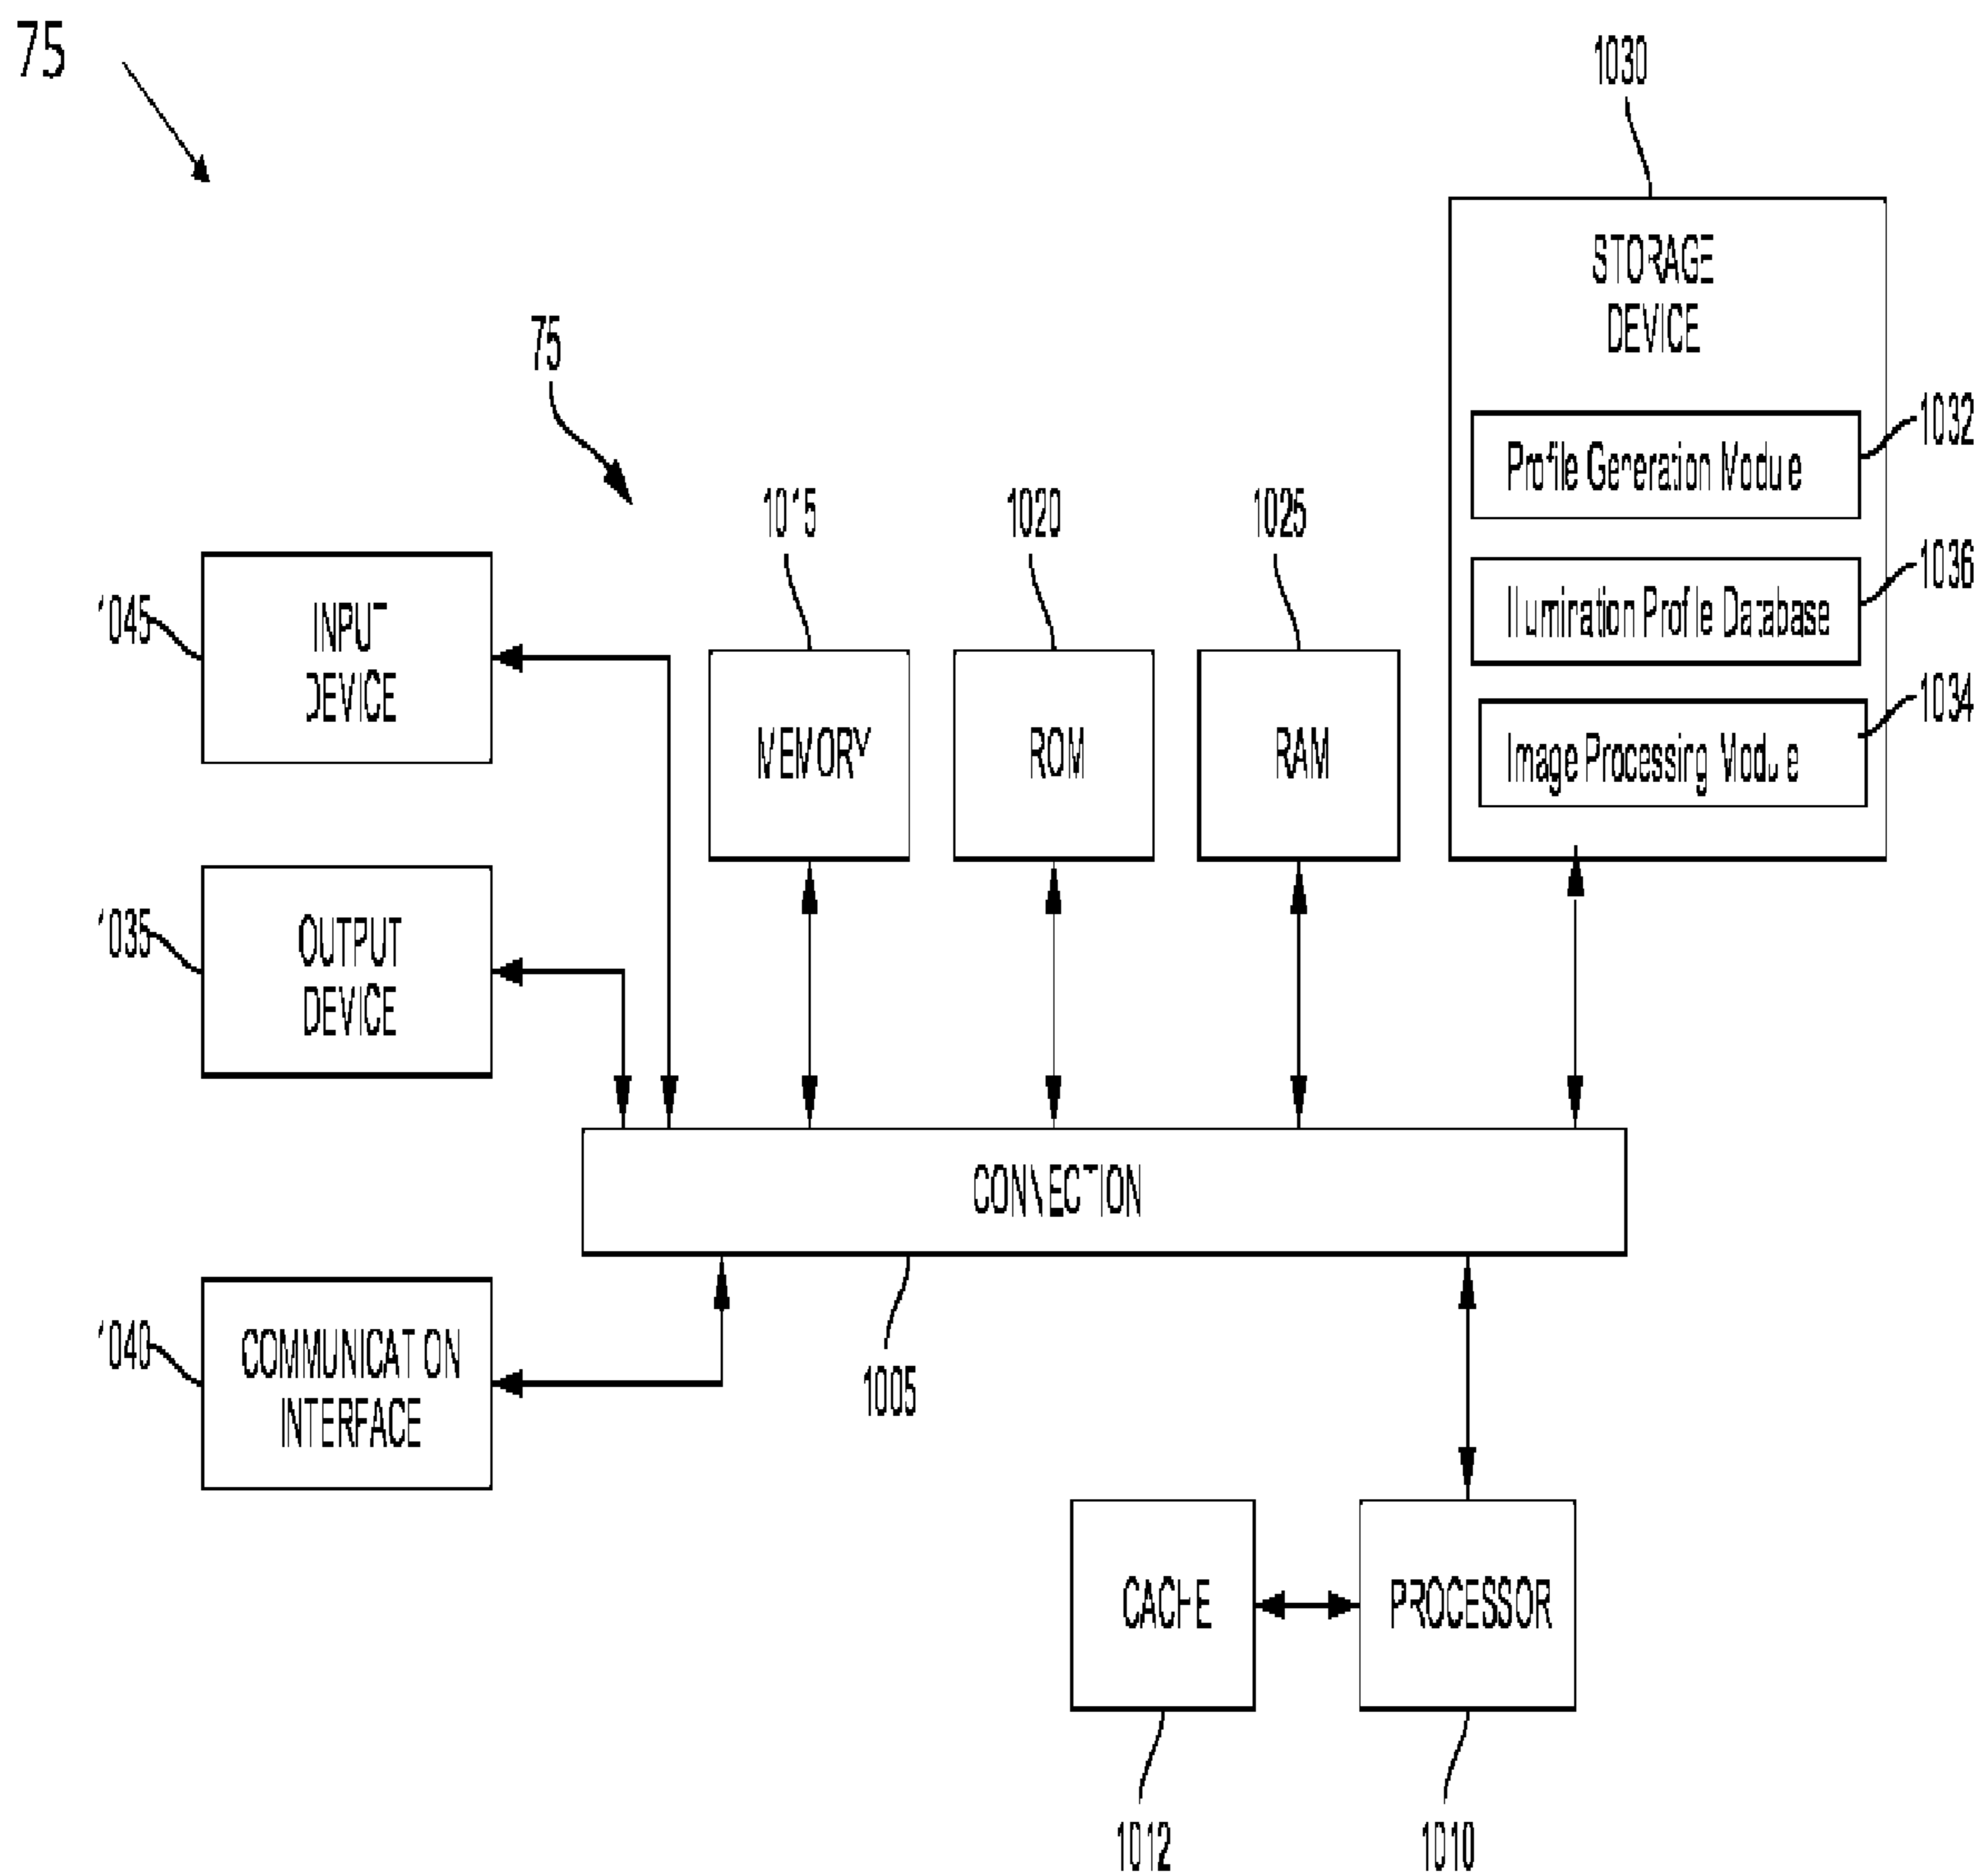 75
1030
STORAGE
DEVICE
75
1032
Profile Generation Module
1015
1020
1025
1036
Illumination Profile Database
1045
INPUT
DEVICE
1034
MEMORY
ROM
RAM
Image Processing Module
1035
OUTPUT
DEVICE
CONNECTION
1040
COMMUNICATION
INTERFACE
1005
CACHE
PROCESSOR
1012
1010